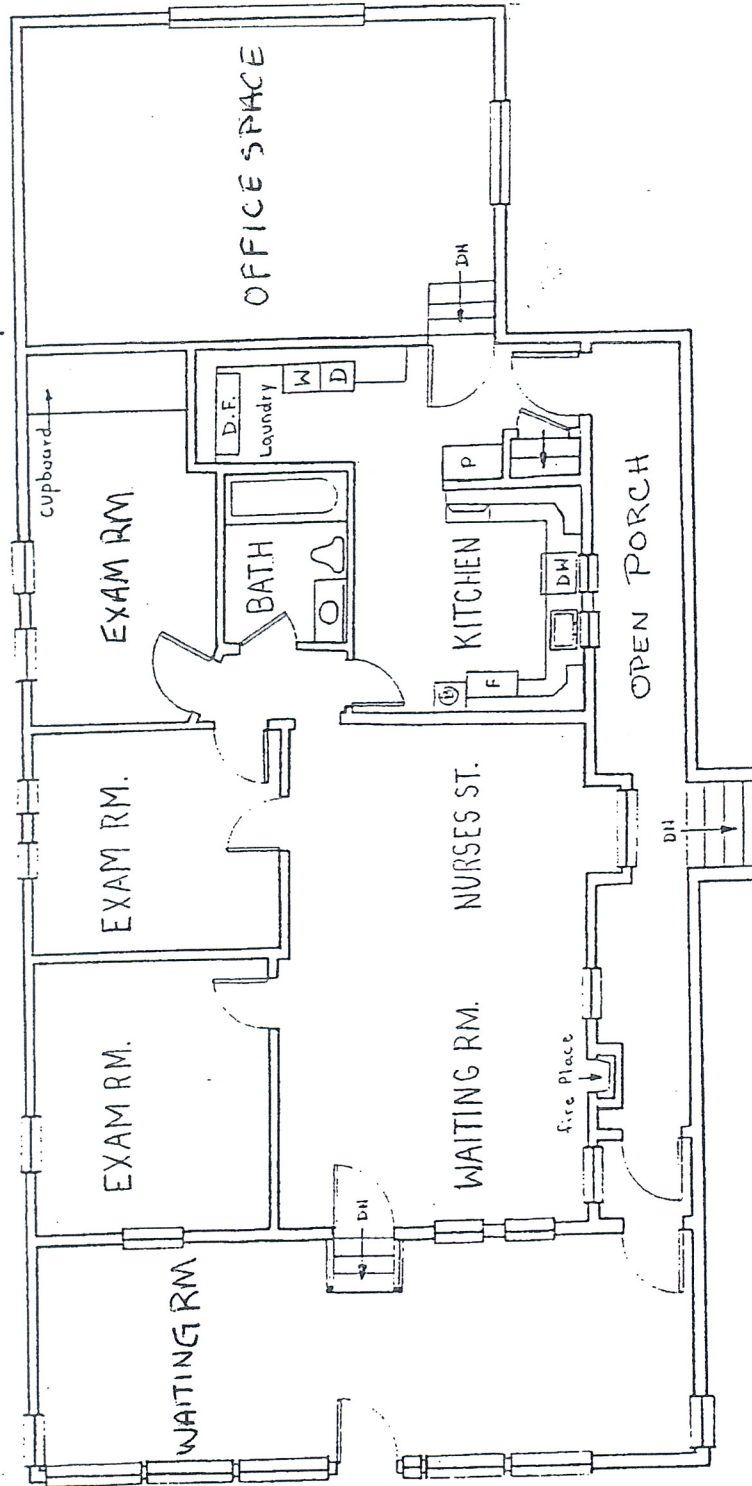 cupboard
EXAM RM.
EXAM RM.
EXAM RM
WAITING RM
OFFICE SPACE
D.F.
Laundry
W
D
BATH
DN
WAITING RM.
NURSES ST.
KITCHEN
F
P
DN
DW
fire Place
OPEN PORCH
DN